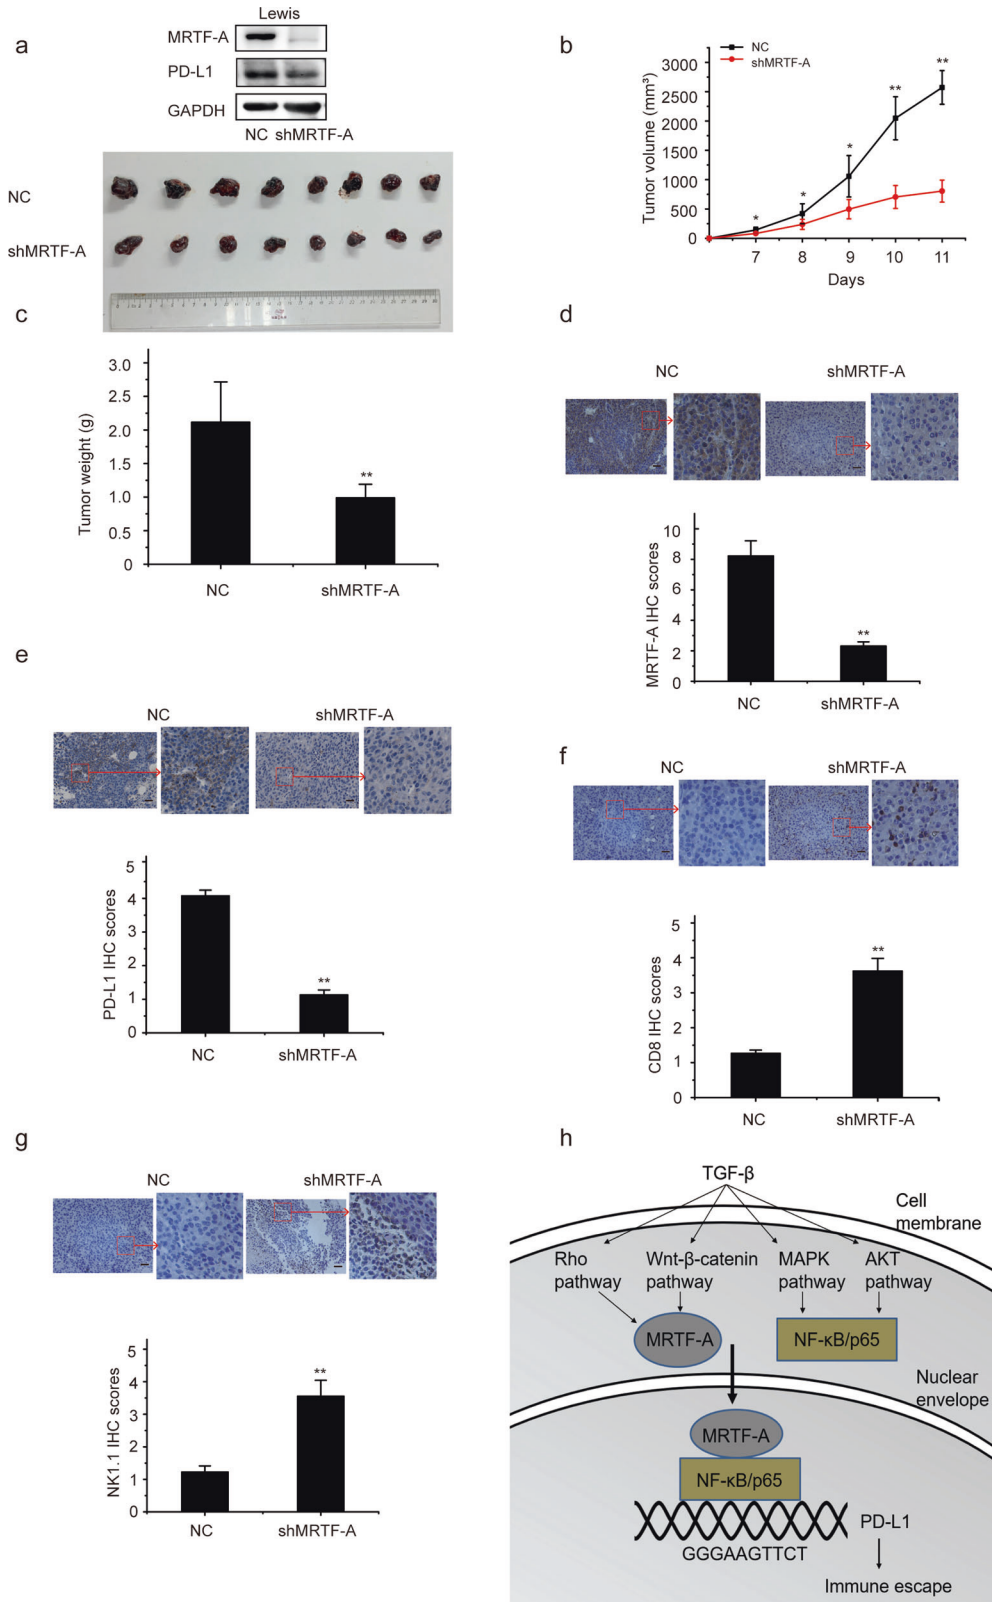 a
Lewis
MRTF-A
PD-L1
GAPDH
NC shMRTF-A
NC
shMRTF-A
b
NC
shMRTF-A
Tumor volume (mm³)
3000
2500
2000
1500
1000
500
0
*
*
*
**
**
7 8 9 10 11
Days
c
Tumor weight (g)
3.0
2.5
2.0
1.0
0.5
0
**
NC shMRTF-A
d
NC shMRTF-A
MRTF-A IHC scores
10
8
6
4
2
0
**
NC shMRTF-A
e
NC shMRTF-A
PD-L1 IHC scores
5
4
3
2
1
0
**
NC shMRTF-A
f
NC shMRTF-A
CD8 IHC scores
5
4
3
2
1
0
**
NC shMRTF-A
g
NC shMRTF-A
NK1.1 IHC scores
5
4
3
2
1
0
**
NC shMRTF-A
h
TGF-β
Cell
membrane
Rho
pathway
Wnt-β-catenin
pathway
MAPK
pathway
AKT
pathway
MRTF-A
NF-κB/p65
Nuclear
envelope
MRTF-A
NF-κB/p65
PD-L1
GGGAAGTTCT
Immune escape